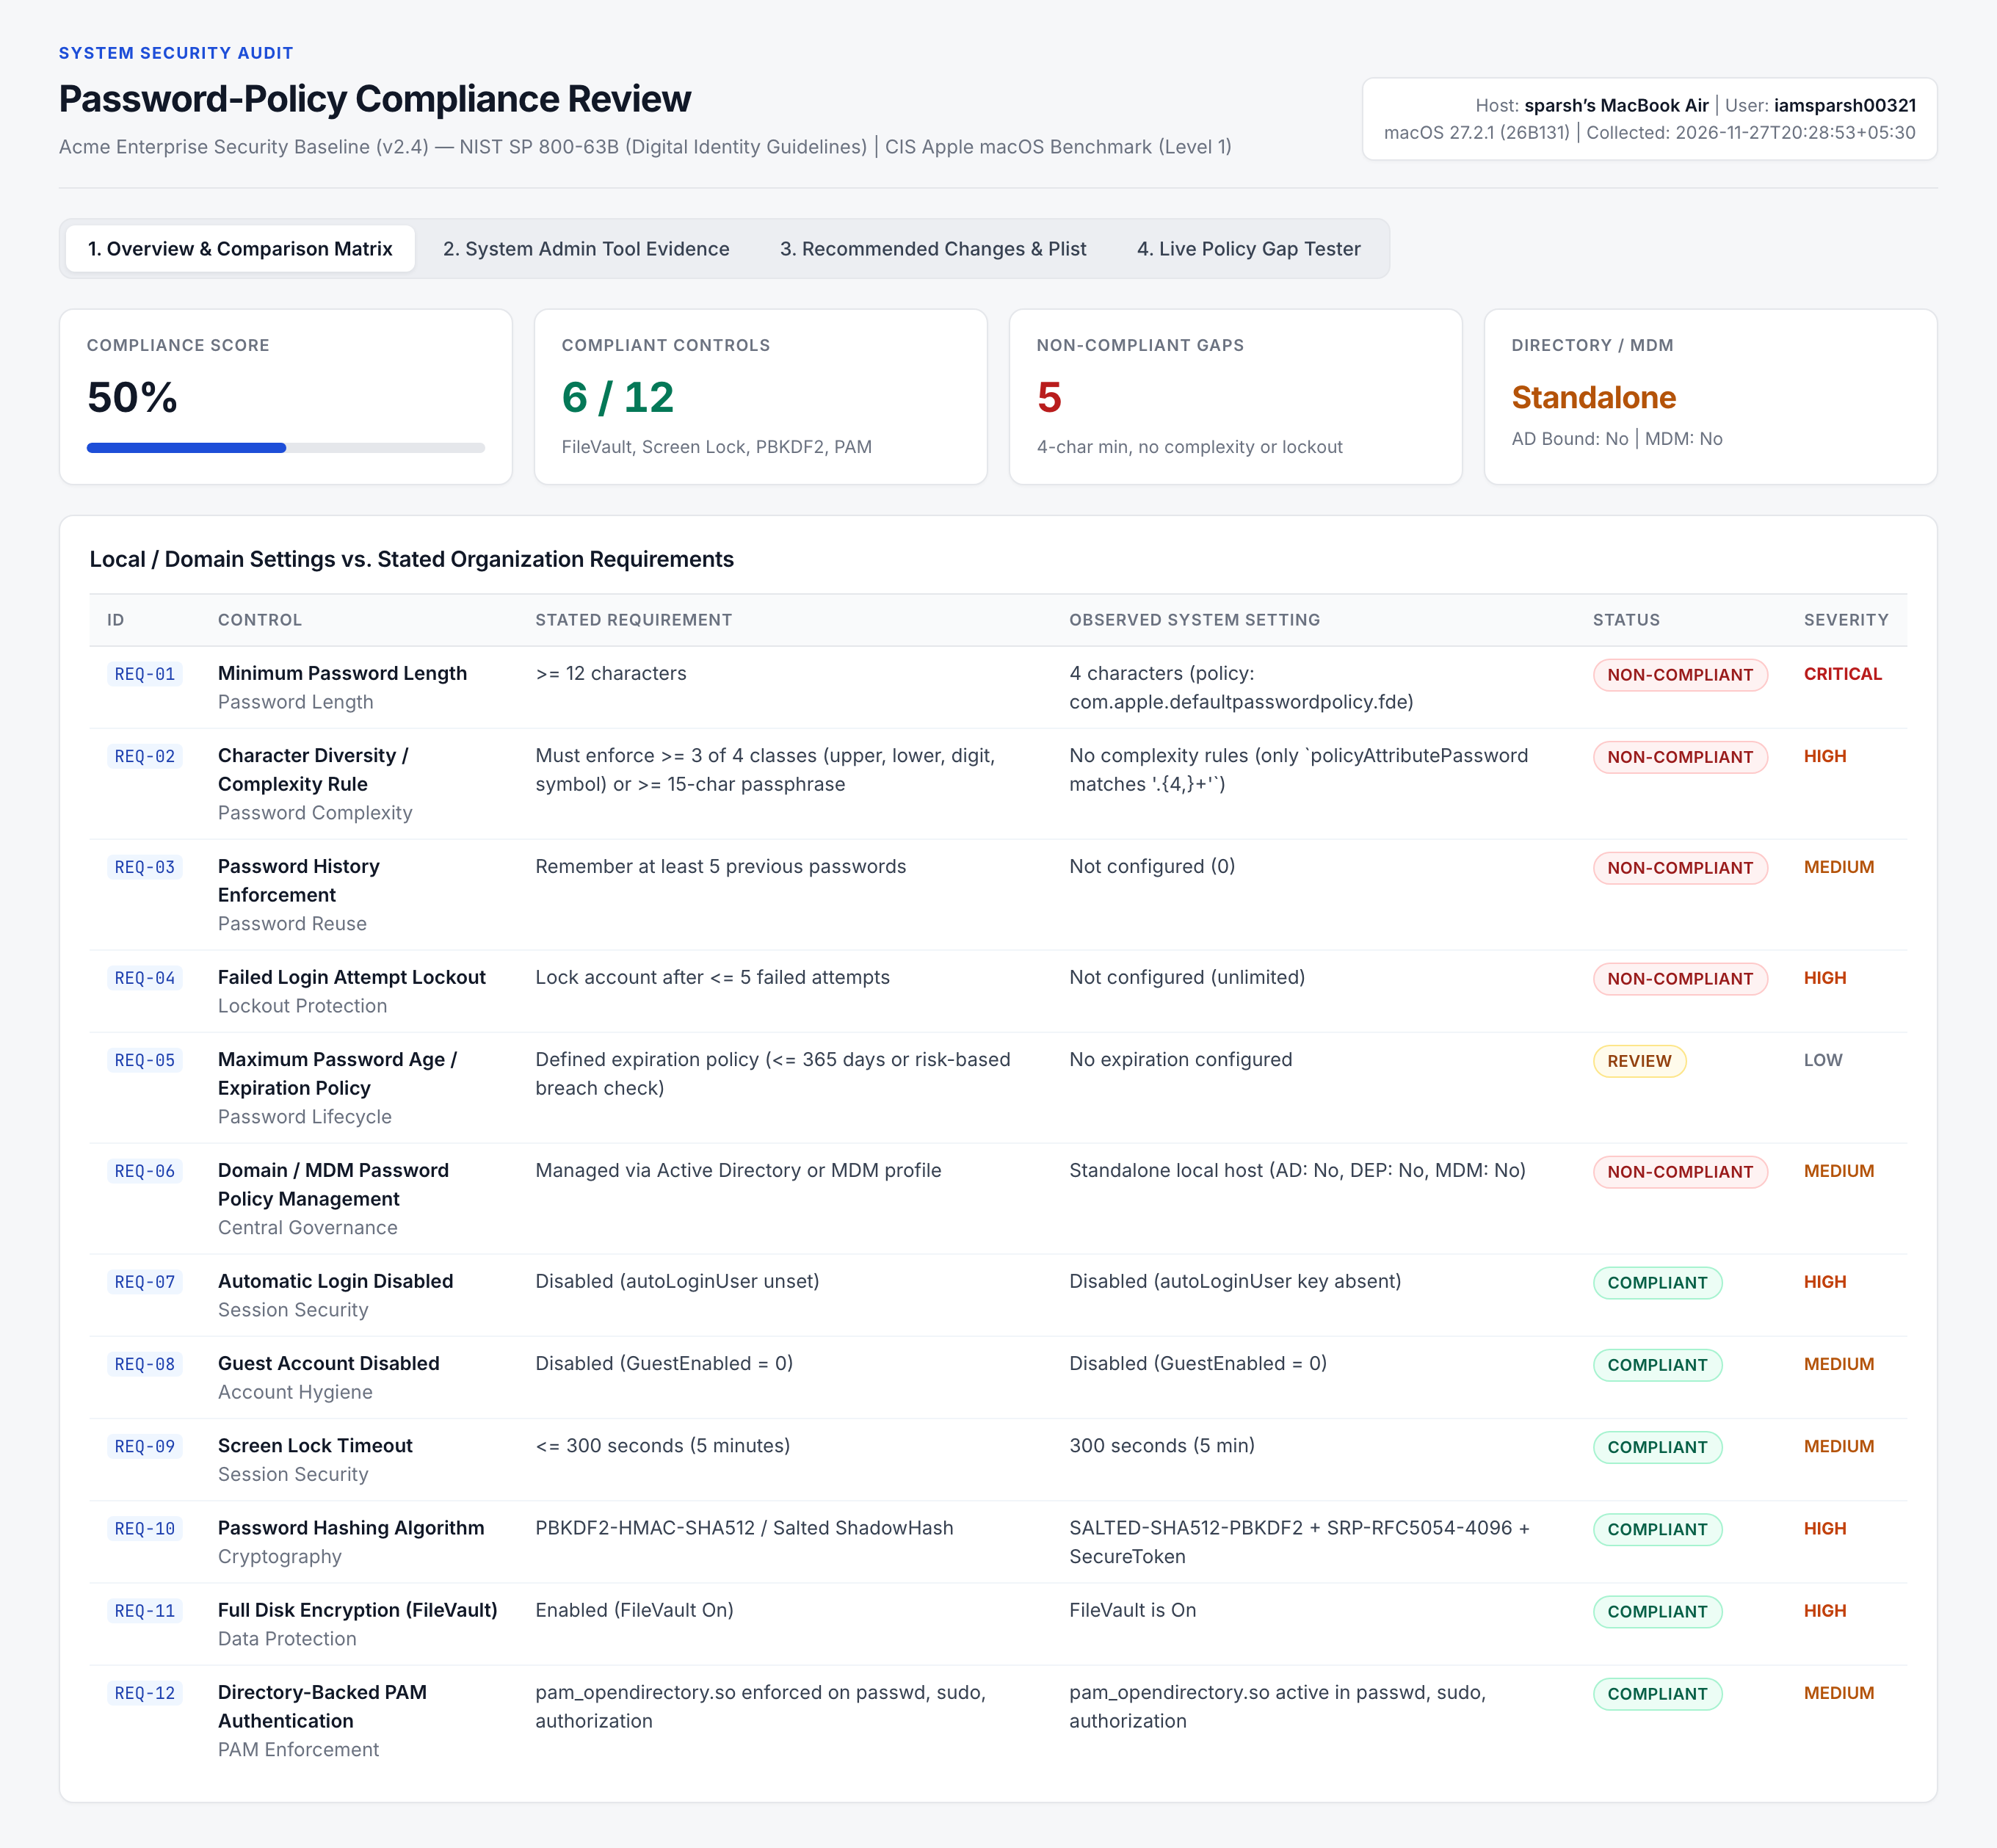 SYSTEM SECURITY AUDIT
Password-Policy Compliance Review
Acme Enterprise Security Baseline (v2.4) — NIST SP 800-63B (Digital Identity Guidelines) | CIS Apple macOS Benchmark (Level 1)
Host: sparsh’s MacBook Air | User: iamsparsh00321
macOS 27.2.1 (26B131) | Collected: 2026-11-27T20:28:53+05:30
1. Overview & Comparison Matrix
2. System Admin Tool Evidence
3. Recommended Changes & Plist
4. Live Policy Gap Tester
COMPLIANCE SCORE
50%
COMPLIANT CONTROLS
6 / 12
FileVault, Screen Lock, PBKDF2, PAM
NON-COMPLIANT GAPS
5
4-char min, no complexity or lockout
DIRECTORY / MDM
Standalone
AD Bound: No | MDM: No
Local / Domain Settings vs. Stated Organization Requirements
ID CONTROL STATED REQUIREMENT OBSERVED SYSTEM SETTING STATUS SEVERITY
REQ-01 Minimum Password Length >= 12 characters 4 characters (policy: NON-COMPLIANT CRITICAL
Password Length com.apple.defaultpasswordpolicy.fde)
REQ-02 Character Diversity / Must enforce >= 3 of 4 classes (upper, lower, digit, No complexity rules (only `policyAttributePassword NON-COMPLIANT HIGH
Complexity Rule symbol) or >= 15-char passphrase matches '.{4,}+'`)
Password Complexity
REQ-03 Password History Remember at least 5 previous passwords Not configured (0) NON-COMPLIANT MEDIUM
Enforcement
Password Reuse
REQ-04 Failed Login Attempt Lockout Lock account after <= 5 failed attempts Not configured (unlimited) NON-COMPLIANT HIGH
Lockout Protection
REQ-05 Maximum Password Age / Defined expiration policy (<= 365 days or risk-based No expiration configured REVIEW LOW
Expiration Policy breach check)
Password Lifecycle
REQ-06 Domain / MDM Password Managed via Active Directory or MDM profile Standalone local host (AD: No, DEP: No, MDM: No) NON-COMPLIANT MEDIUM
Policy Management
Central Governance
REQ-07 Automatic Login Disabled Disabled (autoLoginUser unset) Disabled (autoLoginUser key absent) COMPLIANT HIGH
Session Security
REQ-08 Guest Account Disabled Disabled (GuestEnabled = 0) Disabled (GuestEnabled = 0) COMPLIANT MEDIUM
Account Hygiene
REQ-09 Screen Lock Timeout <= 300 seconds (5 minutes) 300 seconds (5 min) COMPLIANT MEDIUM
Session Security
REQ-10 Password Hashing Algorithm PBKDF2-HMAC-SHA512 / Salted ShadowHash SALTED-SHA512-PBKDF2 + SRP-RFC5054-4096 + COMPLIANT HIGH
Cryptography SecureToken
REQ-11 Full Disk Encryption (FileVault) Enabled (FileVault On) FileVault is On COMPLIANT HIGH
Data Protection
REQ-12 Directory-Backed PAM pam_opendirectory.so enforced on passwd, sudo, pam_opendirectory.so active in passwd, sudo, COMPLIANT MEDIUM
Authentication authorization authorization
PAM Enforcement